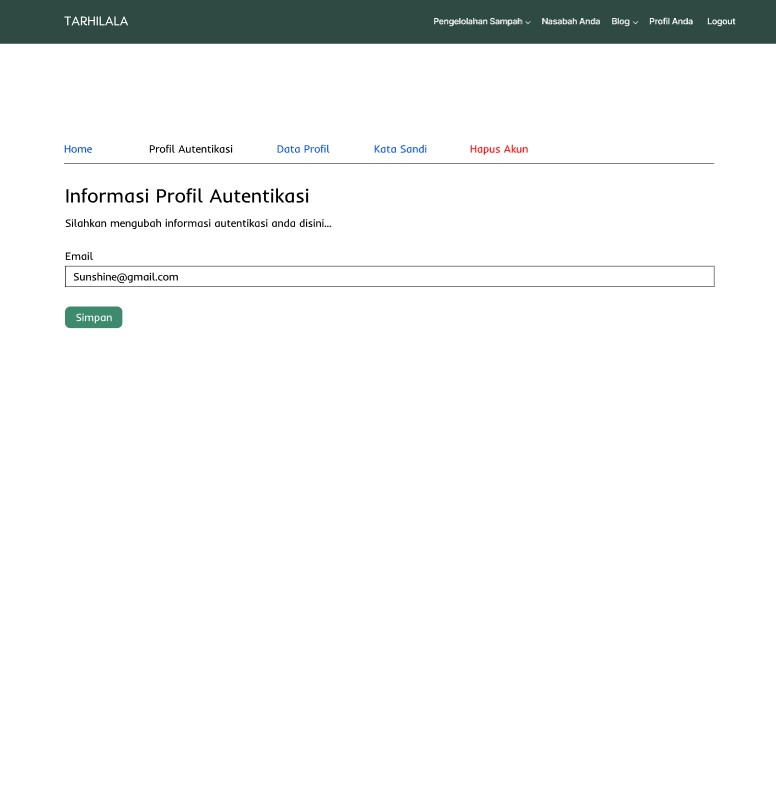 TARHILALA Pengelolahan Sampah Nasabah Anda Blog Profil Anda Logout
Home Profil Autentikasi Data Profil Kata Sandi Hapus Akun
Informasi Profil Autentikasi
Silahkan mengubah informasi autentikasi anda disini...
Email
Sunshine@gmail.com
Simpan